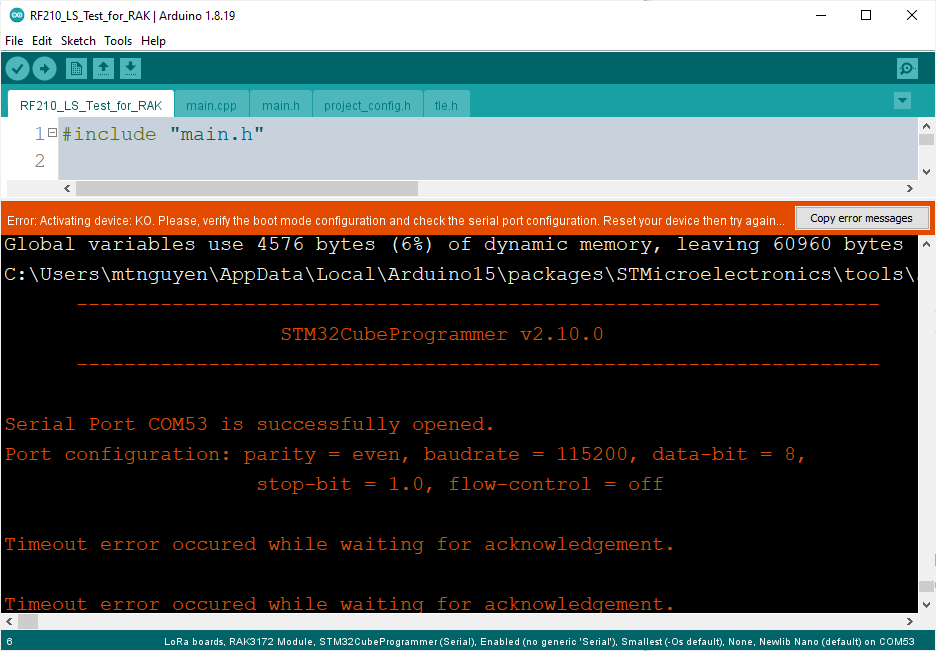 RF210_LS_Test_for_RAK | Arduino 1.8.19
File Edit Sketch Tools Help
RF210_LS_Test_for_RAK main.cpp main.h project_config.h tle.h
1 #include "main.h"
2
Error: Activating device: KO. Please, verify the boot mode configuration and check the serial port configuration. Reset your device then try again... Copy error messages
Global variables use 4576 bytes (6%) of dynamic memory, leaving 60960 bytes
C:\Users\mtnguyen\AppData\Local\Arduino15\packages\STMicroelectronics\tools\
-------------------------------------------------------------------
STM32CubeProgrammer v2.10.0
-------------------------------------------------------------------
Serial Port COM53 is successfully opened.
Port configuration: parity = even, baudrate = 115200, data-bit = 8,
stop-bit = 1.0, flow-control = off
Timeout error occured while waiting for acknowledgement.
Timeout error occured while waiting for acknowledgement.
6 LoRa boards, RAK3172 Module, STM32CubeProgrammer (Serial), Enabled (no generic 'Serial'), Smallest (-Os default), None, Newlib Nano (default) on COM53